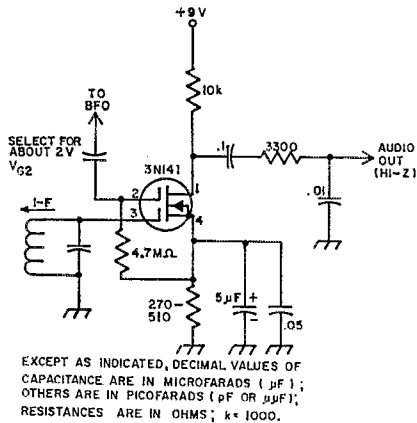 +9V
10k
TO
BFO
SELECT FOR
ABOUT 2V
VG2
3N141
.1
3300
AUDIO
OUT
(HI-Z)
.01
2
1
3
4
I-F
4.7MΩ
270-
510
5µF
+
−
.05
EXCEPT AS INDICATED, DECIMAL VALUES OF
CAPACITANCE ARE IN MICROFARADS (µF);
OTHERS ARE IN PICOFARADS (pF OR µµF);
RESISTANCES ARE IN OHMS; k=1000.